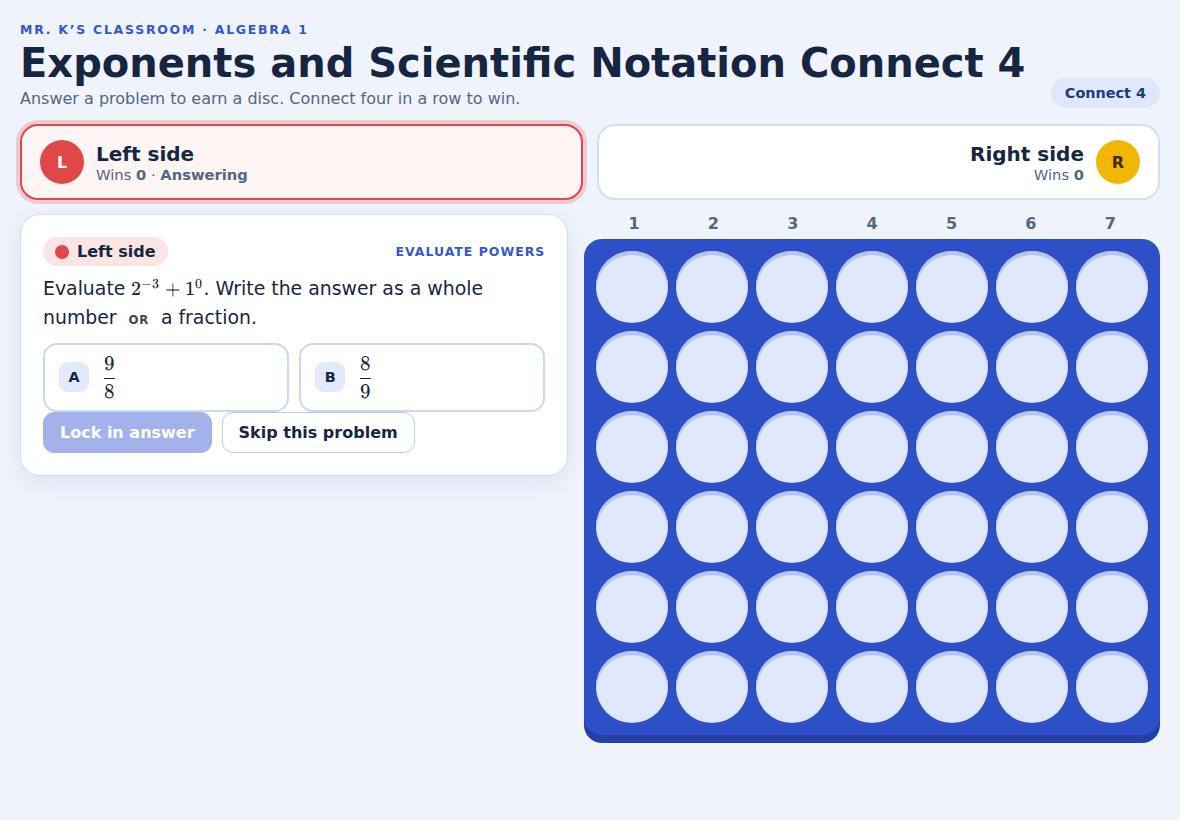 MR. K’S CLASSROOM · ALGEBRA 1
Exponents and Scientific Notation Connect 4
Answer a problem to earn a disc. Connect four in a row to win.
Connect 4
L
Left side
Wins 0 · Answering
Right side
Wins 0
R
Left side
EVALUATE POWERS
Evaluate 2⁻³ + 1⁰. Write the answer as a whole
number OR a fraction.
A 9/8
B 8/9
Lock in answer
Skip this problem
1 2 3 4 5 6 7